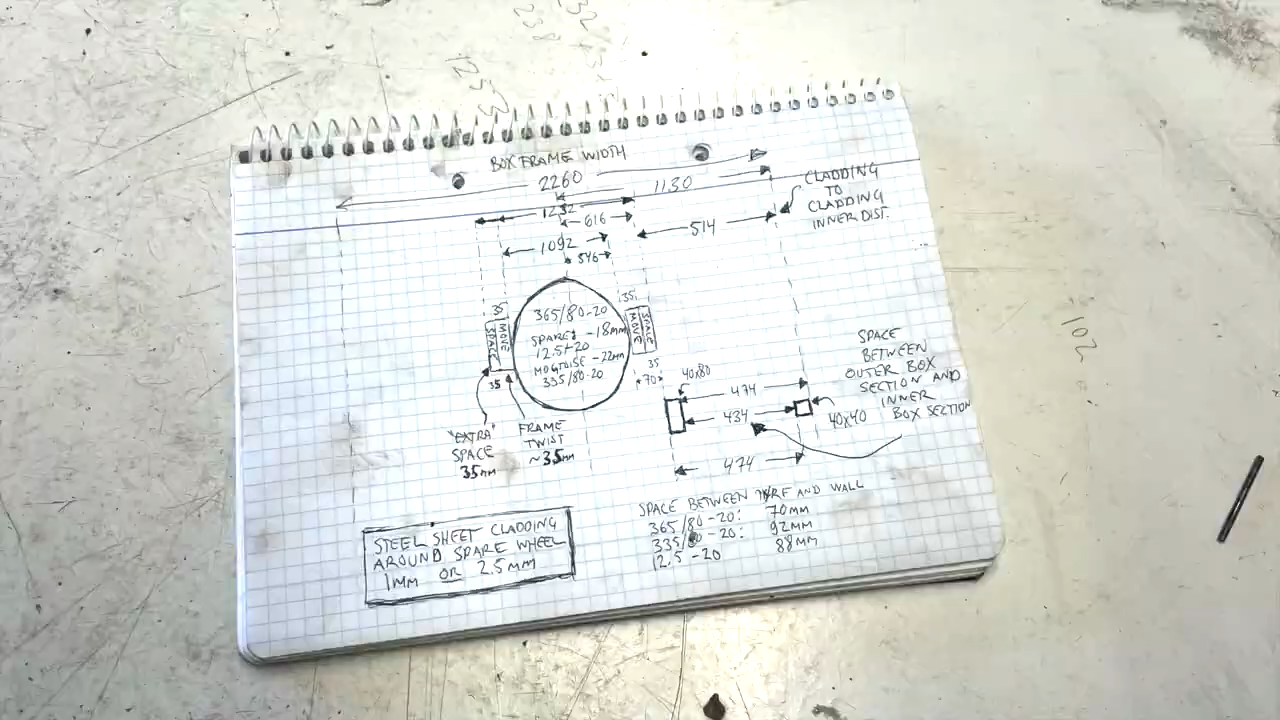 BOX FRAME WIDTH
2260
1130
1232
616
514
1092
546
CLADDING
TO
CLADDING
INNER DIST.
35
35
365/80-20
SPARE? -18mm
12.5-20
-22mm
335/80-20
SPACE
MOVE
MOVE
SPACE
35
35
70
"EXTRA"
SPACE
35mm
FRAME
TWIST
~35mm
40x80
474
434
40x40
474
SPACE
BETWEEN
OUTER BOX
SECTION AND
INNER
BOX SECTION
SPACE BETWEEN TYRE AND WALL
365/80-20: 70mm
335/80-20: 92mm
12.5-20 88mm
STEEL SHEET CLADDING
AROUND SPARE WHEEL
1mm OR 2.5mm
102